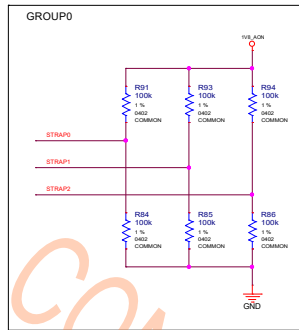 GROUP0
1V8_AON
R91
100k
1 %
0402
COMMON
R93
100k
1 %
0402
COMMON
R94
100k
1 %
0402
COMMON
STRAP0
STRAP1
STRAP2
R84
100k
1 %
0402
COMMON
R85
100k
1 %
0402
COMMON
R86
100k
1 %
0402
COMMON
GND